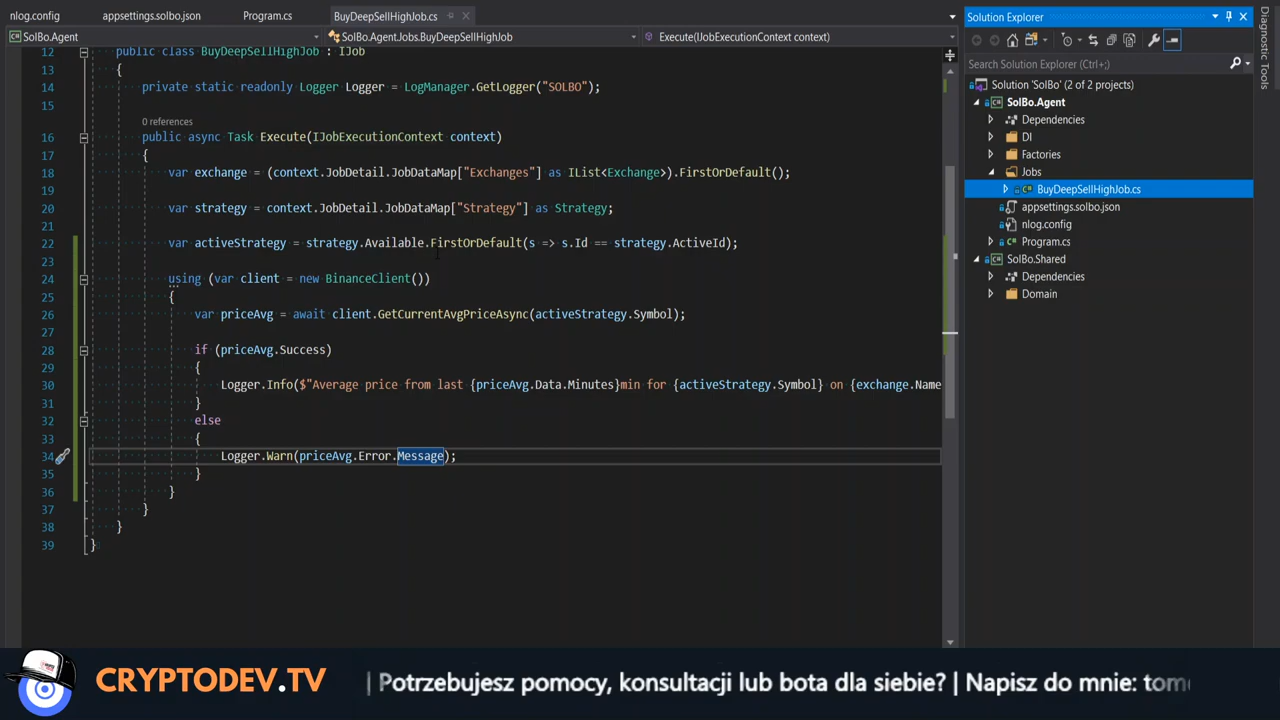 nlog.config appsettings.solbo.json Program.cs BuyDeepSellHighJob.cs
SolBo.Agent SolBo.Agent.Jobs.BuyDeepSellHighJob Execute(IJobExecutionContext context)
12 public class BuyDeepSellHighJob : IJob
13 {
14 private static readonly Logger Logger = LogManager.GetLogger("SOLBO");
15
0 references
16 public async Task Execute(IJobExecutionContext context)
17 {
18 var exchange = (context.JobDetail.JobDataMap["Exchanges"] as IList<Exchange>).FirstOrDefault();
19
20 var strategy = context.JobDetail.JobDataMap["Strategy"] as Strategy;
21
22 var activeStrategy = strategy.Available.FirstOrDefault(s => s.Id == strategy.ActiveId);
23
24 using (var client = new BinanceClient())
25 {
26 var priceAvg = await client.GetCurrentAvgPriceAsync(activeStrategy.Symbol);
27
28 if (priceAvg.Success)
29 {
30 Logger.Info($"Average price from last {priceAvg.Data.Minutes}min for {activeStrategy.Symbol} on {exchange.Name
31 }
32 else
33 {
34 Logger.Warn(priceAvg.Error.Message);
35 }
36 }
37 }
38 }
39 }
Solution Explorer
Search Solution Explorer (Ctrl+;)
Solution 'SolBo' (2 of 2 projects)
SolBo.Agent
Dependencies
DI
Factories
Jobs
BuyDeepSellHighJob.cs
appsettings.solbo.json
nlog.config
Program.cs
SolBo.Shared
Dependencies
Domain
Diagnostic Tools
CRYPTODEV.TV
| Potrzebujesz pomocy, konsultacji lub bota dla siebie? | Napisz do mnie: tom